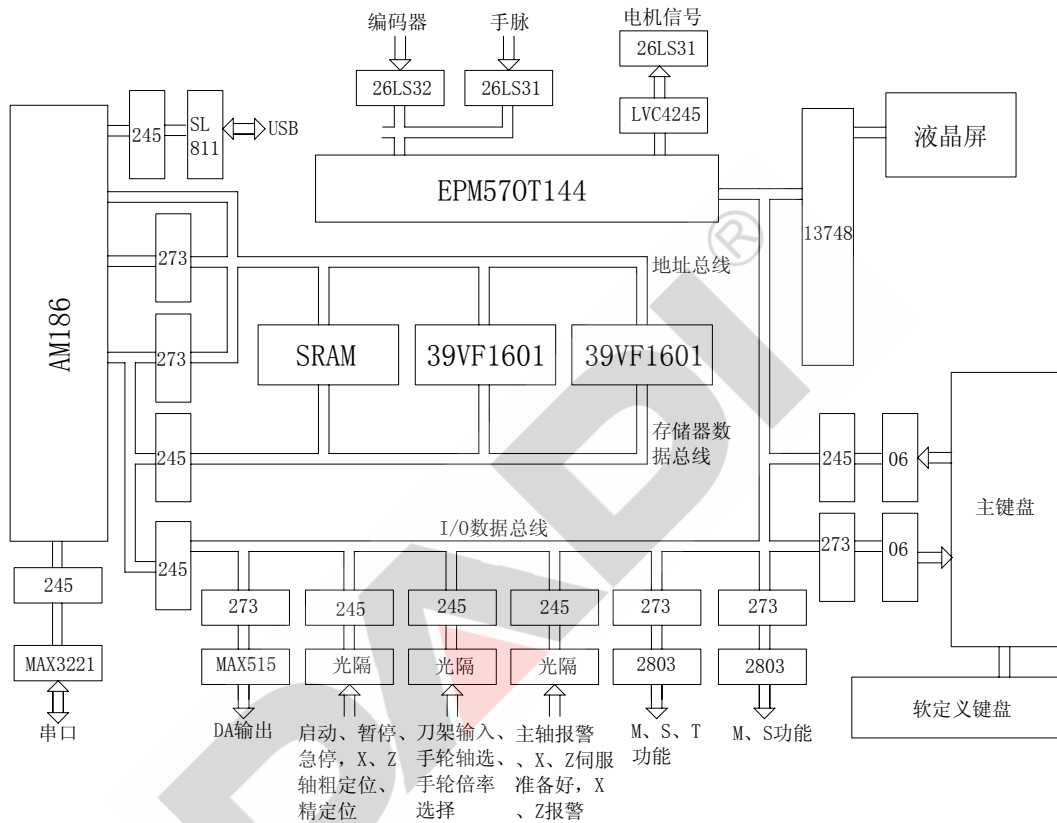 编码器
手脉
电机信号
26LS32
26LS31
26LS31
LVC4245
245
SL
811
USB
EPM570T144
13748
液晶屏
AM186
273
地址总线
273
SRAM
39VF1601
39VF1601
245
存储器数
据总线
245
06
主键盘
I/O数据总线
245
273
06
245
273
245
245
245
273
273
MAX3221
MAX515
光隔
光隔
光隔
2803
2803
软定义键盘
串口
DA输出
启动、暂停、
急停，X、Z
轴粗定位、
精定位
刀架输入、
手轮轴选、
手轮倍率
选择
主轴报警
、X、Z伺服
准备好，X
、Z报警
M、S、T
功能
M、S功能
DADI
®